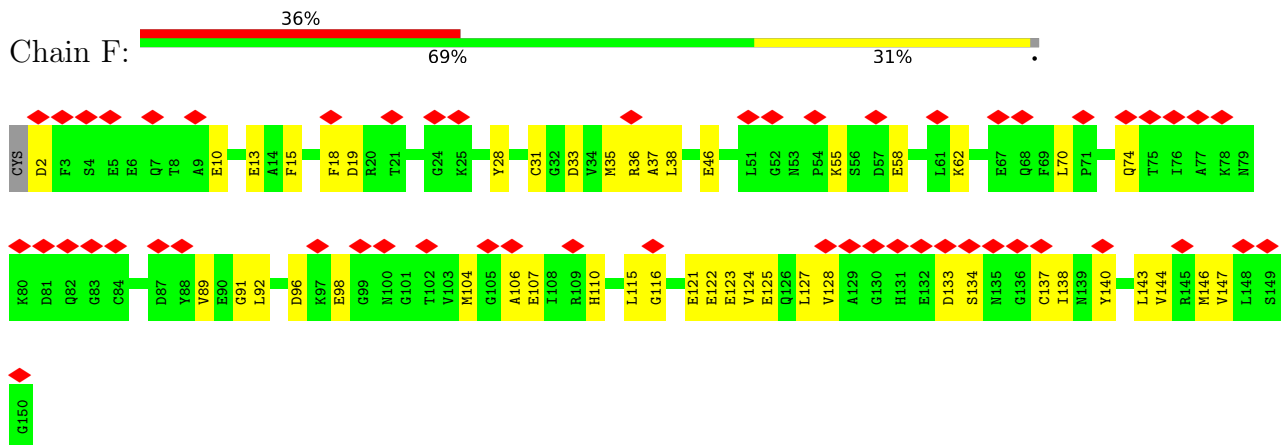 36%
Chain F:
69% 31% •
CYS D2 F3 S4 E5 E6 Q7 T8 A9 E10 E13 A14 F15 F18 D19 R20 T21 G24 K25 Y28 C31 G32 D33 V34 M35 R36 A37 L38 E46 L51 G52 N53 P54 K55 S56 D57 E58 L61 K62 E67 Q68 F69 L70 P71 Q74 T75 I76 A77 K78 N79
K80 D81 Q82 G83 C84 D87 Y88 V89 E90 G91 L92 D96 K97 E98 G99 N100 G101 T102 V103 M104 G105 A106 E107 I108 R109 H110 L115 G116 E121 E122 E123 V124 E125 Q126 L127 V128 A129 G130 H131 E132 D133 S134 N135 G136 C137 I138 N139 Y140 L143 V144 R145 M146 V147 L148 S149
G150